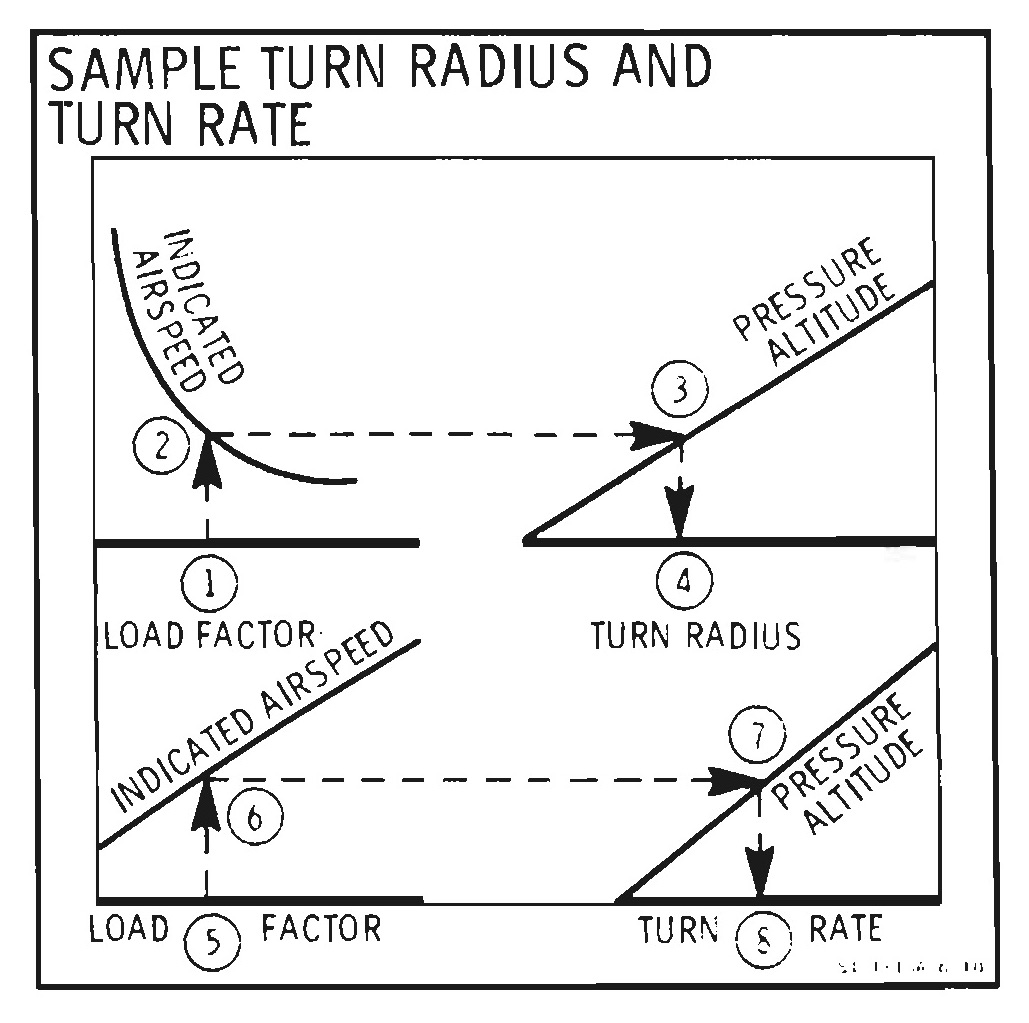 SAMPLE TURN RADIUS AND
TURN RATE
INDICATED
AIRSPEED
PRESSURE
ALTITUDE
3
2
1
4
LOAD FACTOR
TURN RADIUS
INDICATED AIRSPEED
7
PRESSURE
ALTITUDE
6
LOAD 5 FACTOR
TURN 8 RATE